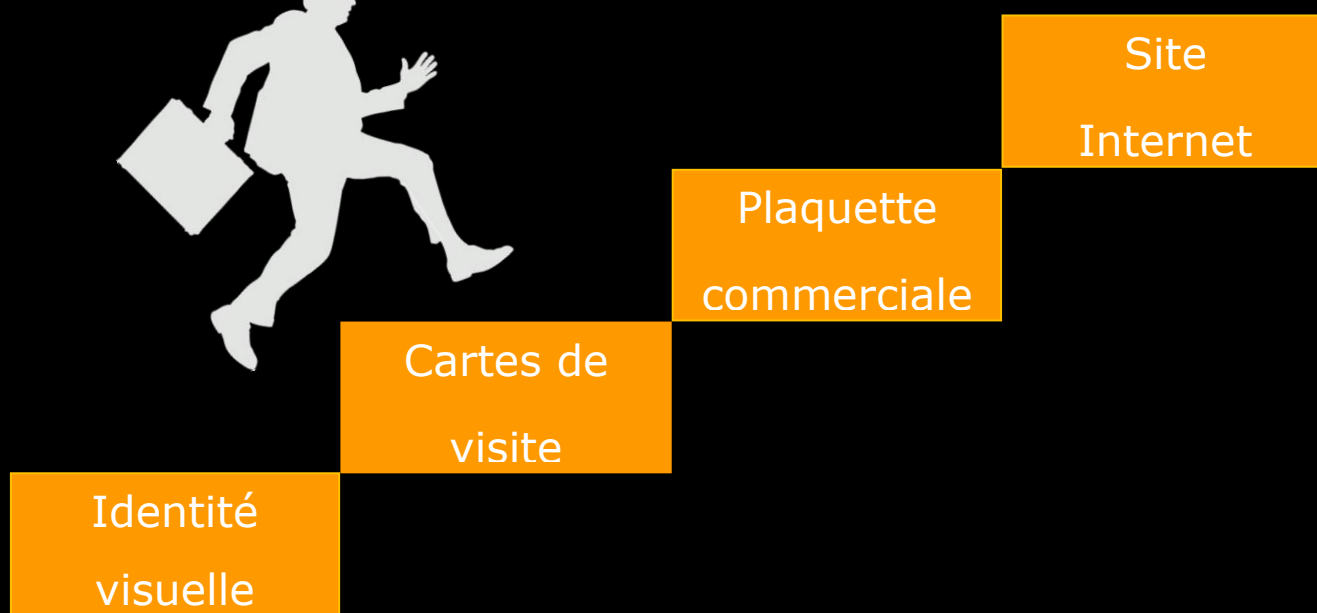 Site
Internet
Plaquette
commerciale
Cartes de
visite
Identité
visuelle